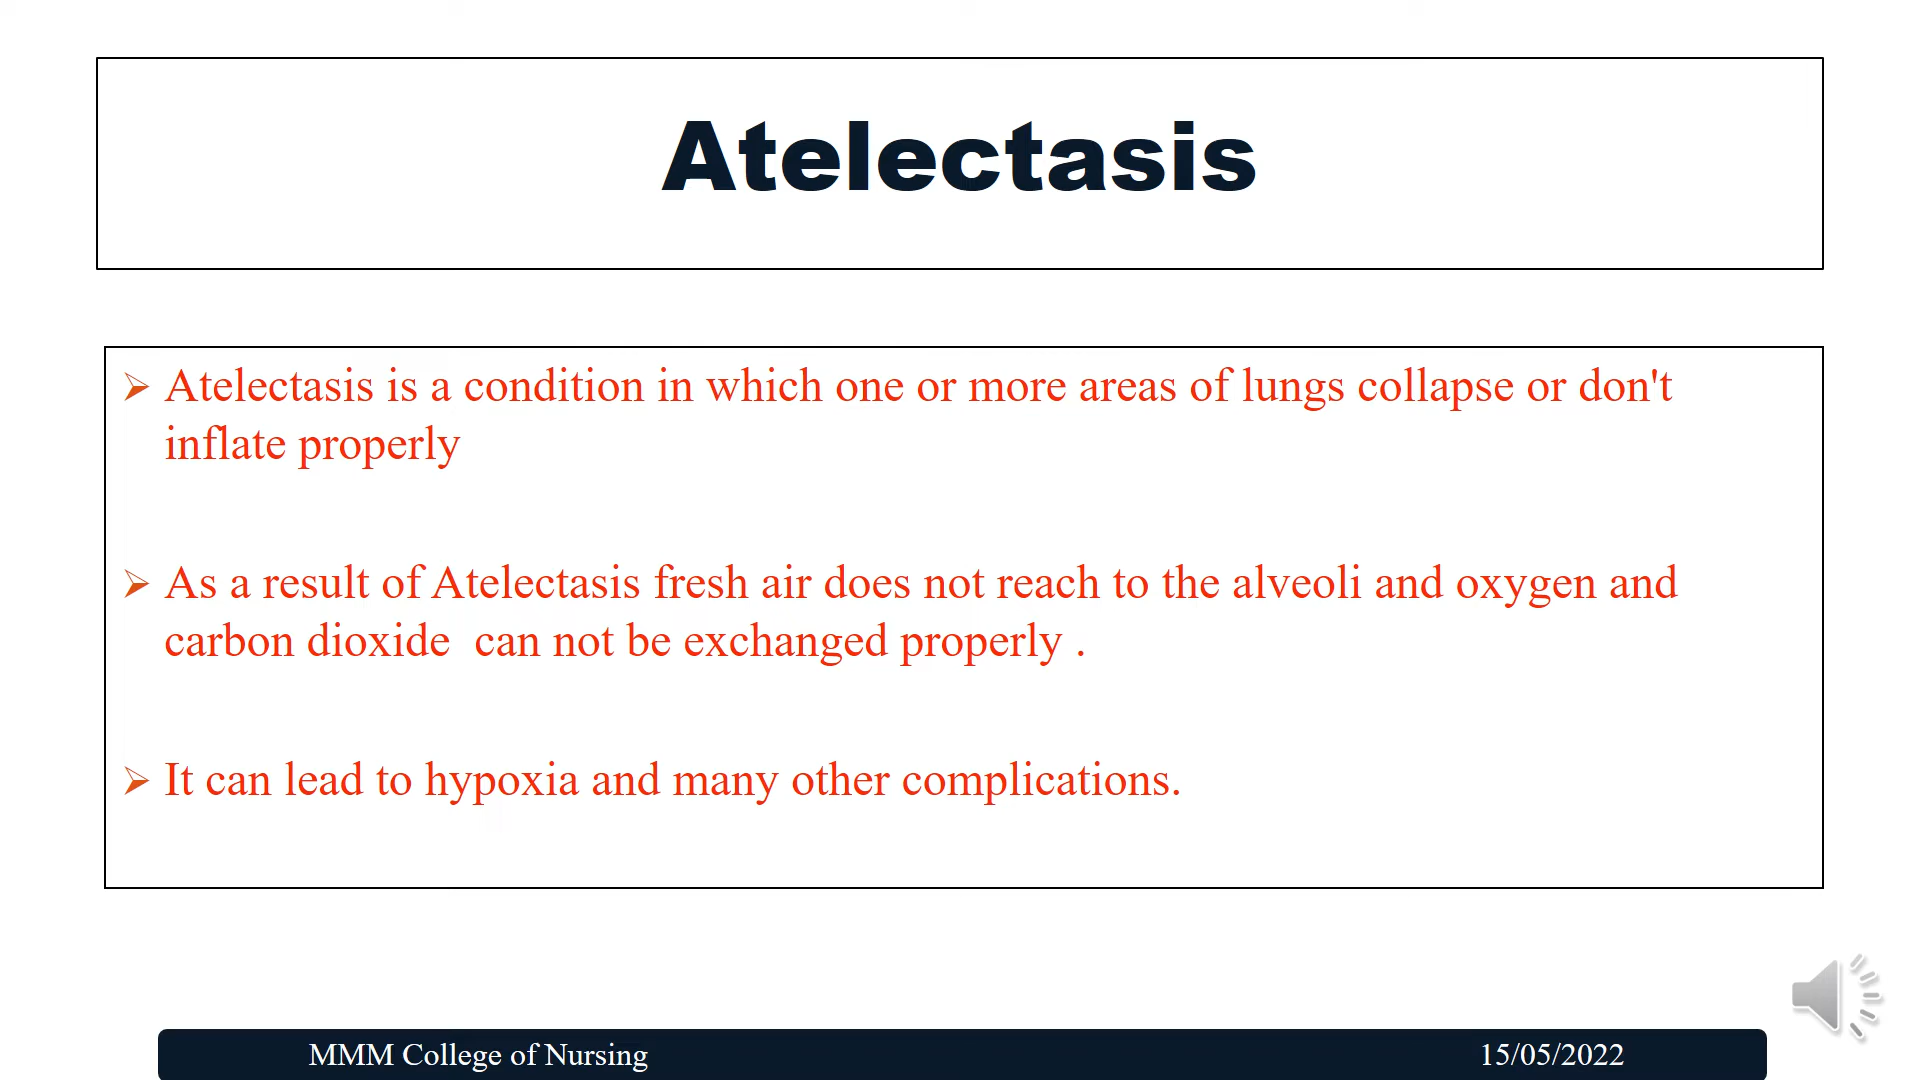 Atelectasis
➢ Atelectasis is a condition in which one or more areas of lungs collapse or don't
inflate properly
➢ As a result of Atelectasis fresh air does not reach to the alveoli and oxygen and
carbon dioxide  can not be exchanged properly .
➢ It can lead to hypoxia and many other complications.
MMM College of Nursing
15/05/2022